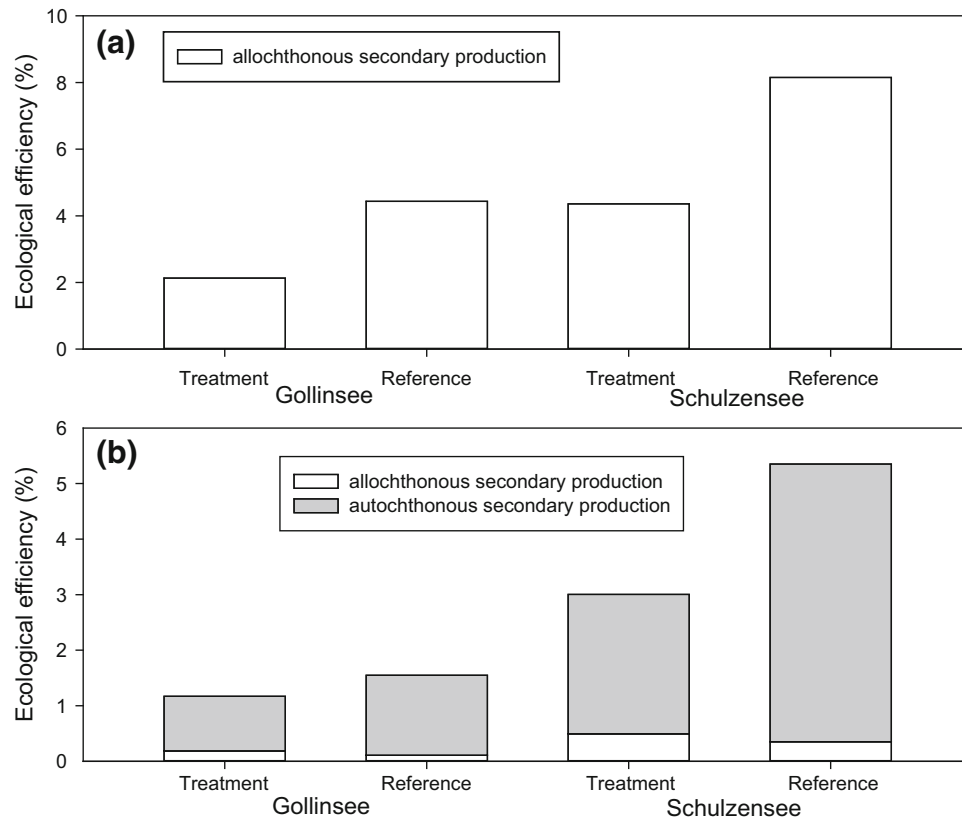 (a)
allochthonous secondary production
Ecological efficiency (%)
10
8
6
4
2
0
Treatment Reference Treatment Reference
Gollinsee Schulzensee
(b)
allochthonous secondary production
autochthonous secondary production
Ecological efficiency (%)
6
5
4
3
2
1
0
Treatment Reference Treatment Reference
Gollinsee Schulzensee